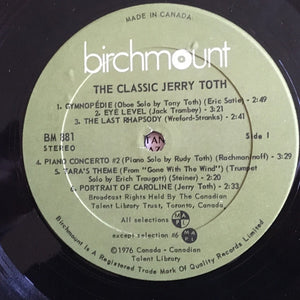 MADE IN CANADA.
birchmount
THE CLASSIC JERRY TOTH
1. GYMNOPÉDIE (Oboe Solo by Tony Toth) (Eric Satie) - 2:49
2. EYE LEVEL (Jack Trombey) - 3:21
3. THE LAST RHAPSODY (Weeford-Stranks)
BM 881
STEREO
Side 1
4. PIANO CONCERTO #2 (Piano Solo by Rudy Toth) (Rachmonnnoff) - 3:29
5. TARA'S THEME (From "Gone With The Wind") (Trumpet
Solo by Erich Traugott) (Steiner) - 2:20
6. PORTRAIT OF CAROLINE (Jerry Toth) - 2:33
Broadcast Rights Held By The Canadian
Talent Library Trust, Toronto, Canada.
All selections
except selection #6
MAPL
©1976 Canada - Canadian
Talent Library
Birchmount is A Registered Trade Mark Of Quality Records Limited